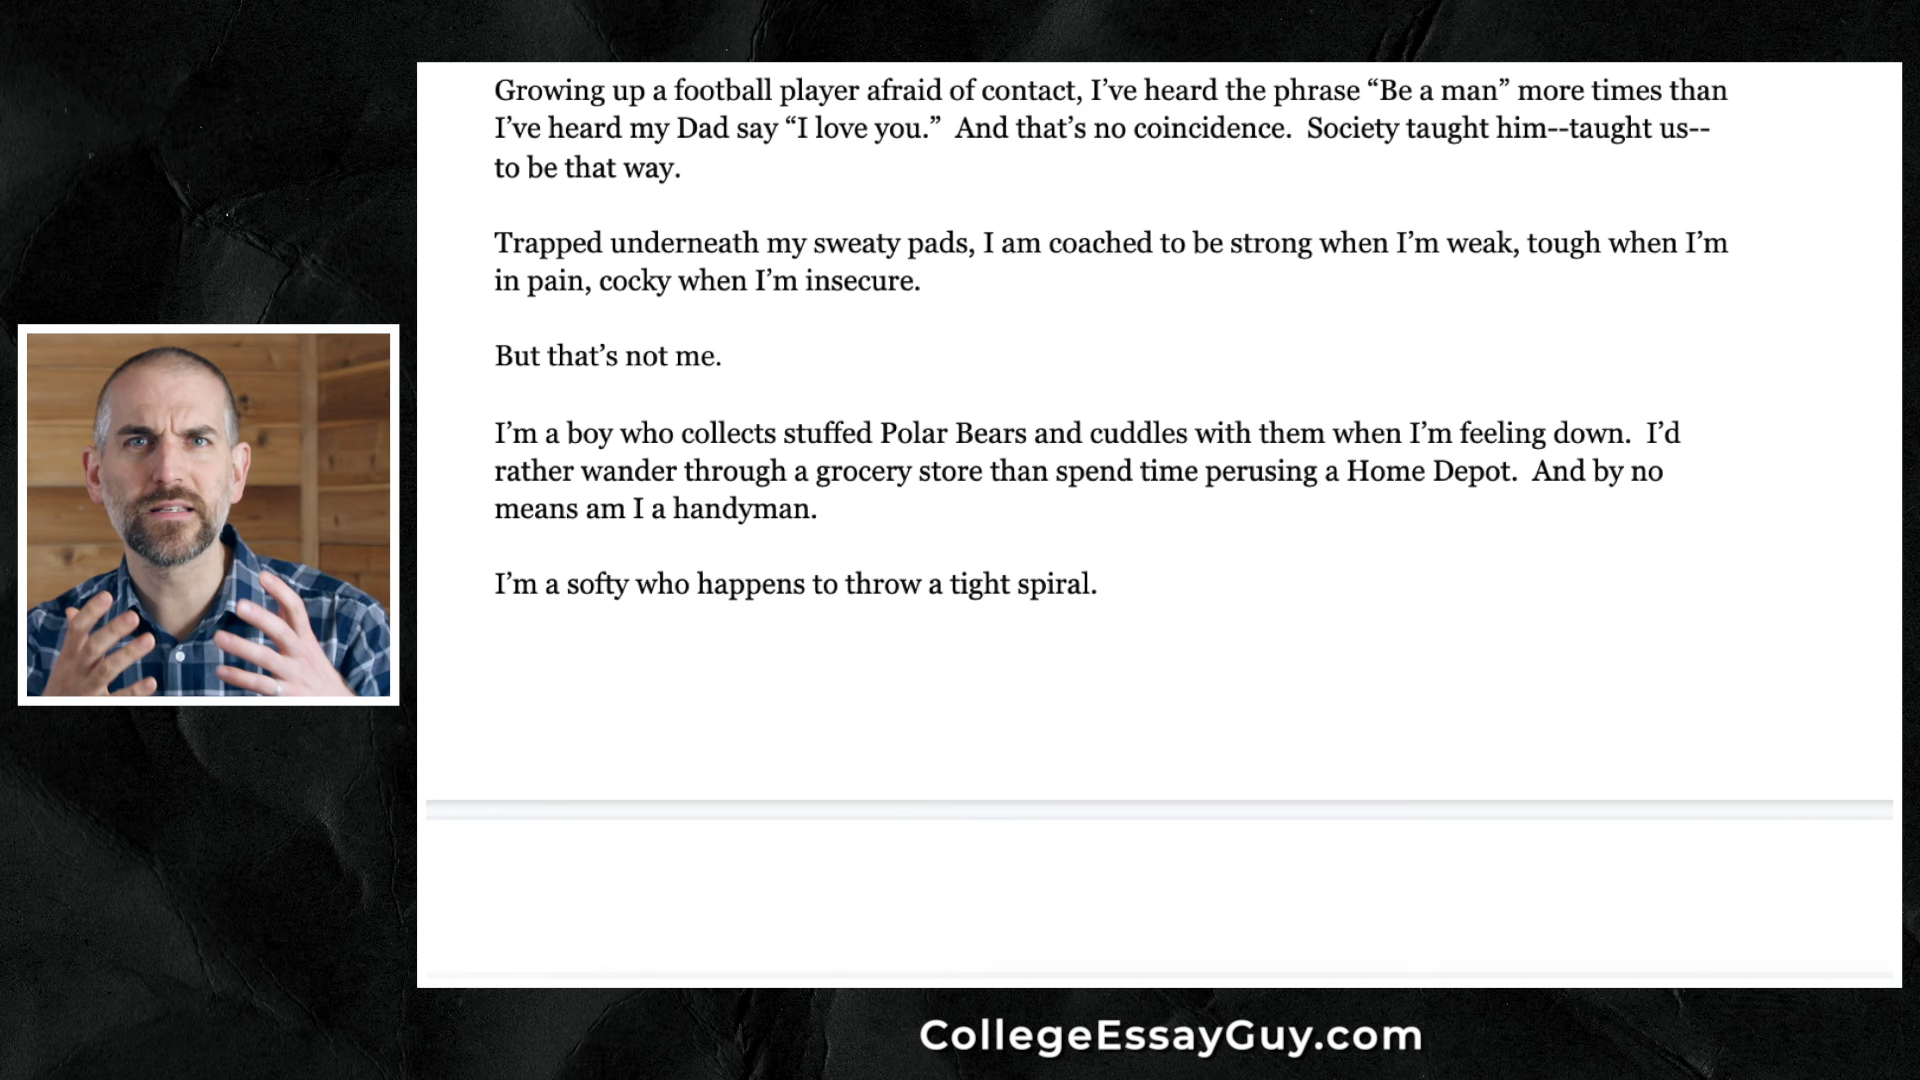 Growing up a football player afraid of contact, I’ve heard the phrase “Be a man” more times than
I’ve heard my Dad say “I love you.”  And that’s no coincidence.  Society taught him--taught us--
to be that way.
Trapped underneath my sweaty pads, I am coached to be strong when I’m weak, tough when I’m
in pain, cocky when I’m insecure.
But that’s not me.
I’m a boy who collects stuffed Polar Bears and cuddles with them when I’m feeling down.  I’d
rather wander through a grocery store than spend time perusing a Home Depot.  And by no
means am I a handyman.
I’m a softy who happens to throw a tight spiral.
CollegeEssayGuy.com